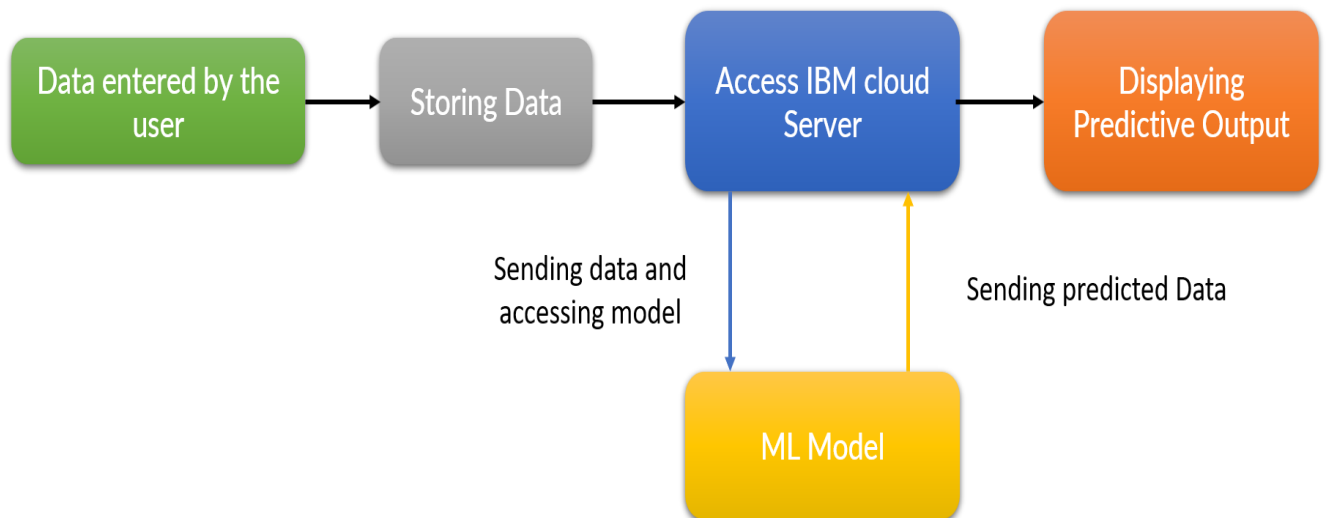 Data entered by the
user
Storing Data
Access IBM cloud
Server
Displaying
Predictive Output
Sending data and
accessing model
Sending predicted Data
ML Model